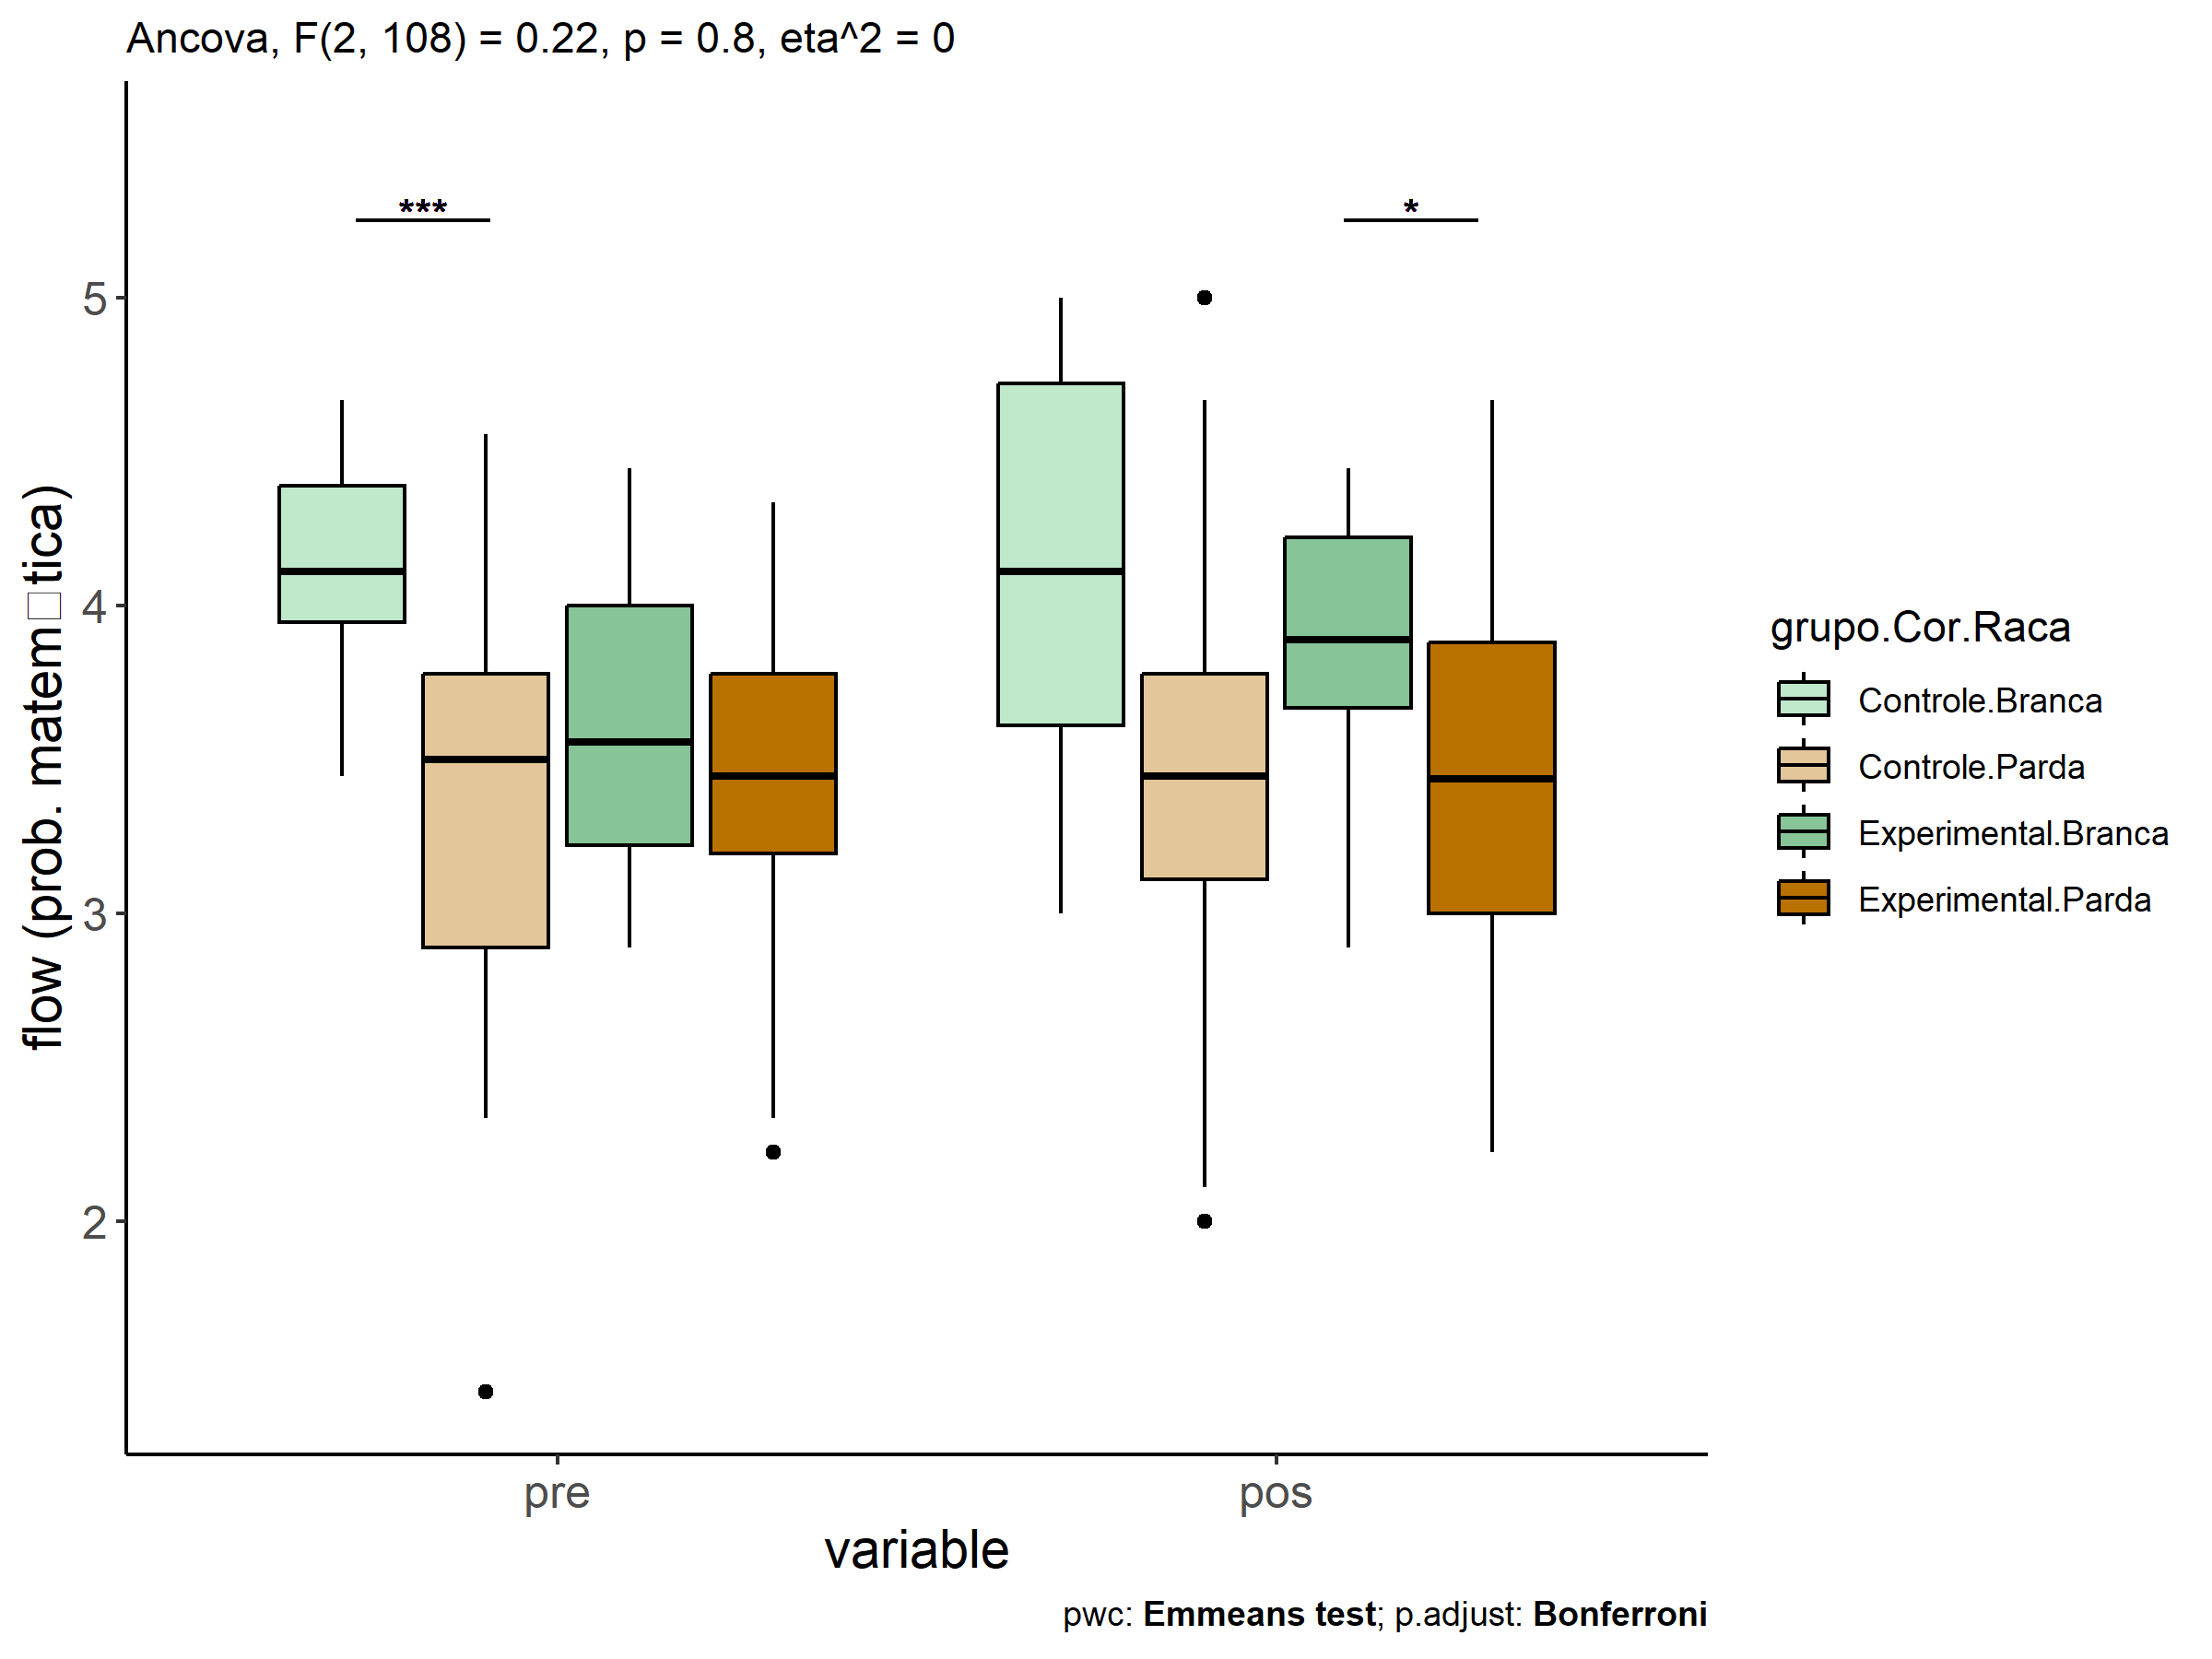 Ancova, F(2, 108) = 0.22, p = 0.8, eta^2 = 0
***
*
5
4
3
2
flow (prob. matem□tica)
pre
pos
variable
grupo.Cor.Raca
Controle.Branca
Controle.Parda
Experimental.Branca
Experimental.Parda
pwc: Emmeans test; p.adjust: Bonferroni